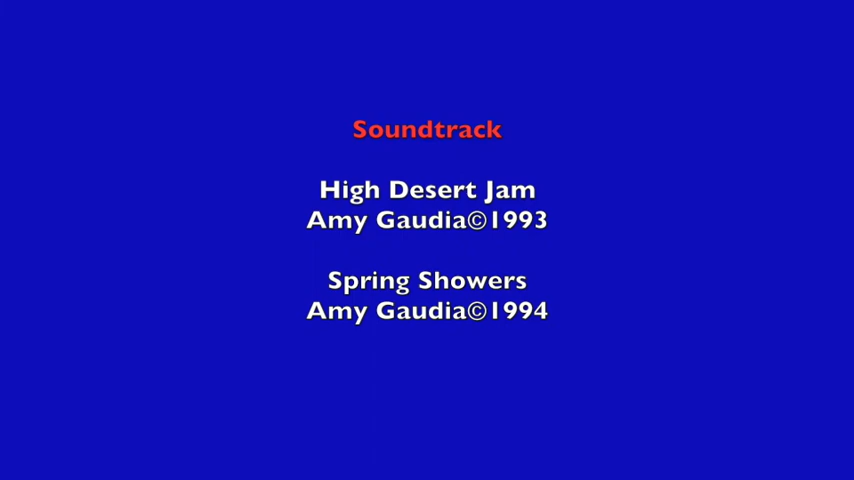 Soundtrack
High Desert Jam
Amy Gaudia©1993
Spring Showers
Amy Gaudia©1994